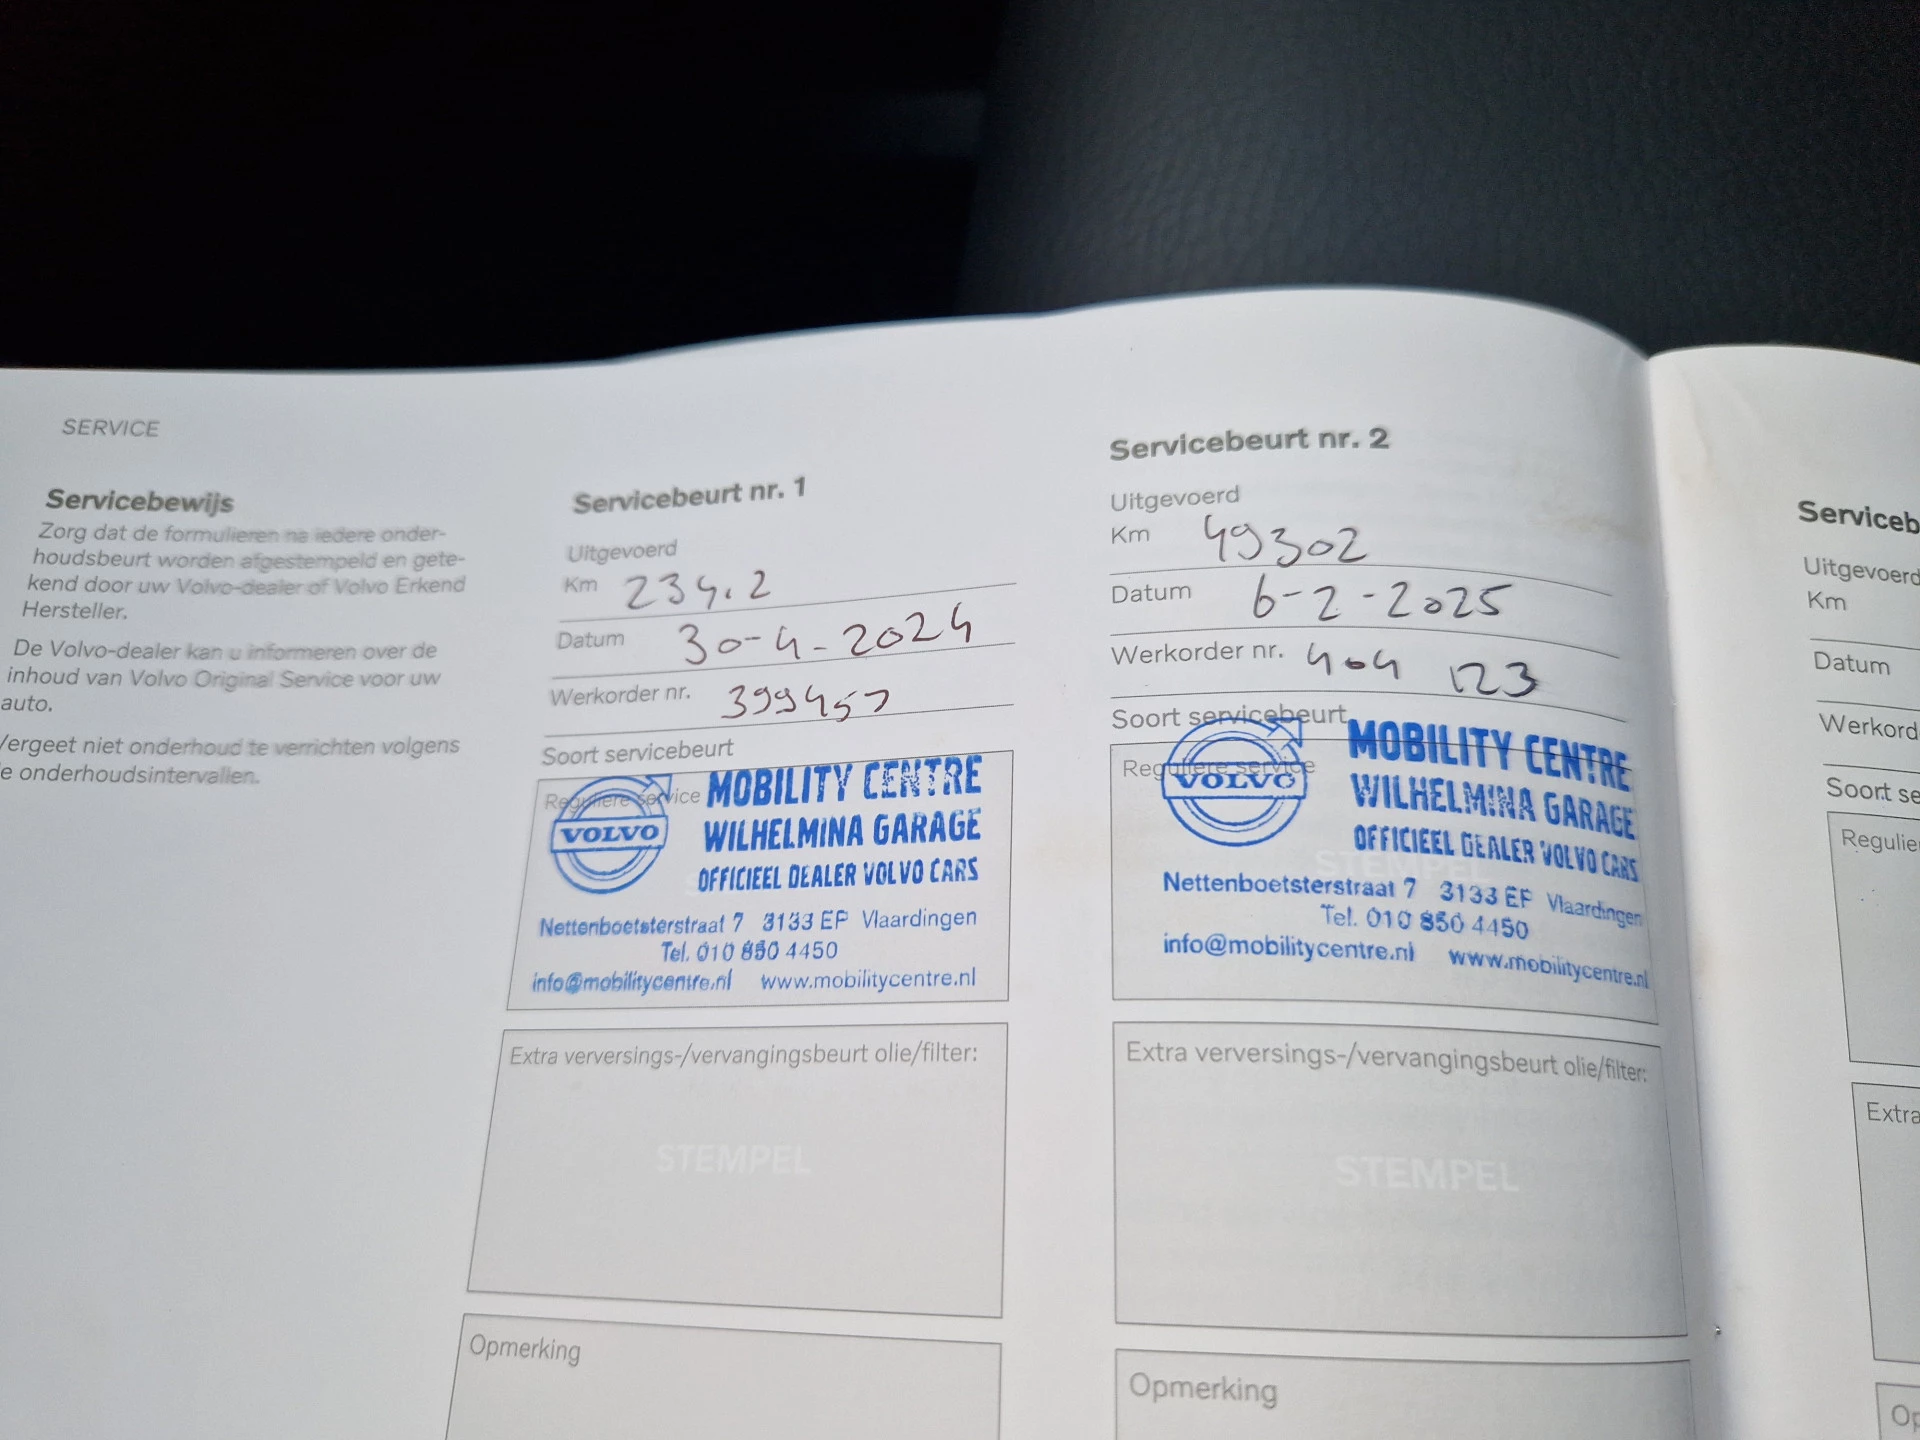 SERVICE
Servicebewijs
Zorg dat de formulieren na iedere onder-
houdsbeurt worden afgestempeld en gete-
kend door uw Volvo-dealer of Volvo Erkend
Hersteller.
De Volvo-dealer kan u informeren over de
inhoud van Volvo Original Service voor uw
auto.
Vergeet niet onderhoud te verrichten volgens
e onderhoudsintervallen.
Servicebeurt nr. 1
Uitgevoerd
Km 234.2
Datum 30-4-2024
Werkorder nr. 399457
Soort servicebeurt
Reguliere service
VOLVO
MOBILITY CENTRE
WILHELMINA GARAGE
OFFICIEEL DEALER VOLVO CARS
Nettenboetsterstraat 7 3133 EP Vlaardingen
Tel. 010 850 4450
info@mobilitycentre.nl www.mobilitycentre.nl
Extra verversings-/vervangingsbeurt olie/filter:
STEMPEL
Opmerking
Servicebeurt nr. 2
Uitgevoerd
Km 49302
Datum 6-2-2025
Werkorder nr. 404 123
Soort servicebeurt
Reguliere service
VOLVO
MOBILITY CENTRE
WILHELMINA GARAGE
OFFICIEEL DEALER VOLVO CARS
STEMPEL
Nettenboetsterstraat 7 3133 EP Vlaardingen
Tel. 010 850 4450
info@mobilitycentre.nl www.mobilitycentre.nl
Extra verversings-/vervangingsbeurt olie/filter:
STEMPEL
Opmerking
Serviceb
Uitgevoerd
Km
Datum
Werkord
Soort se
Regulie
Extra
Op